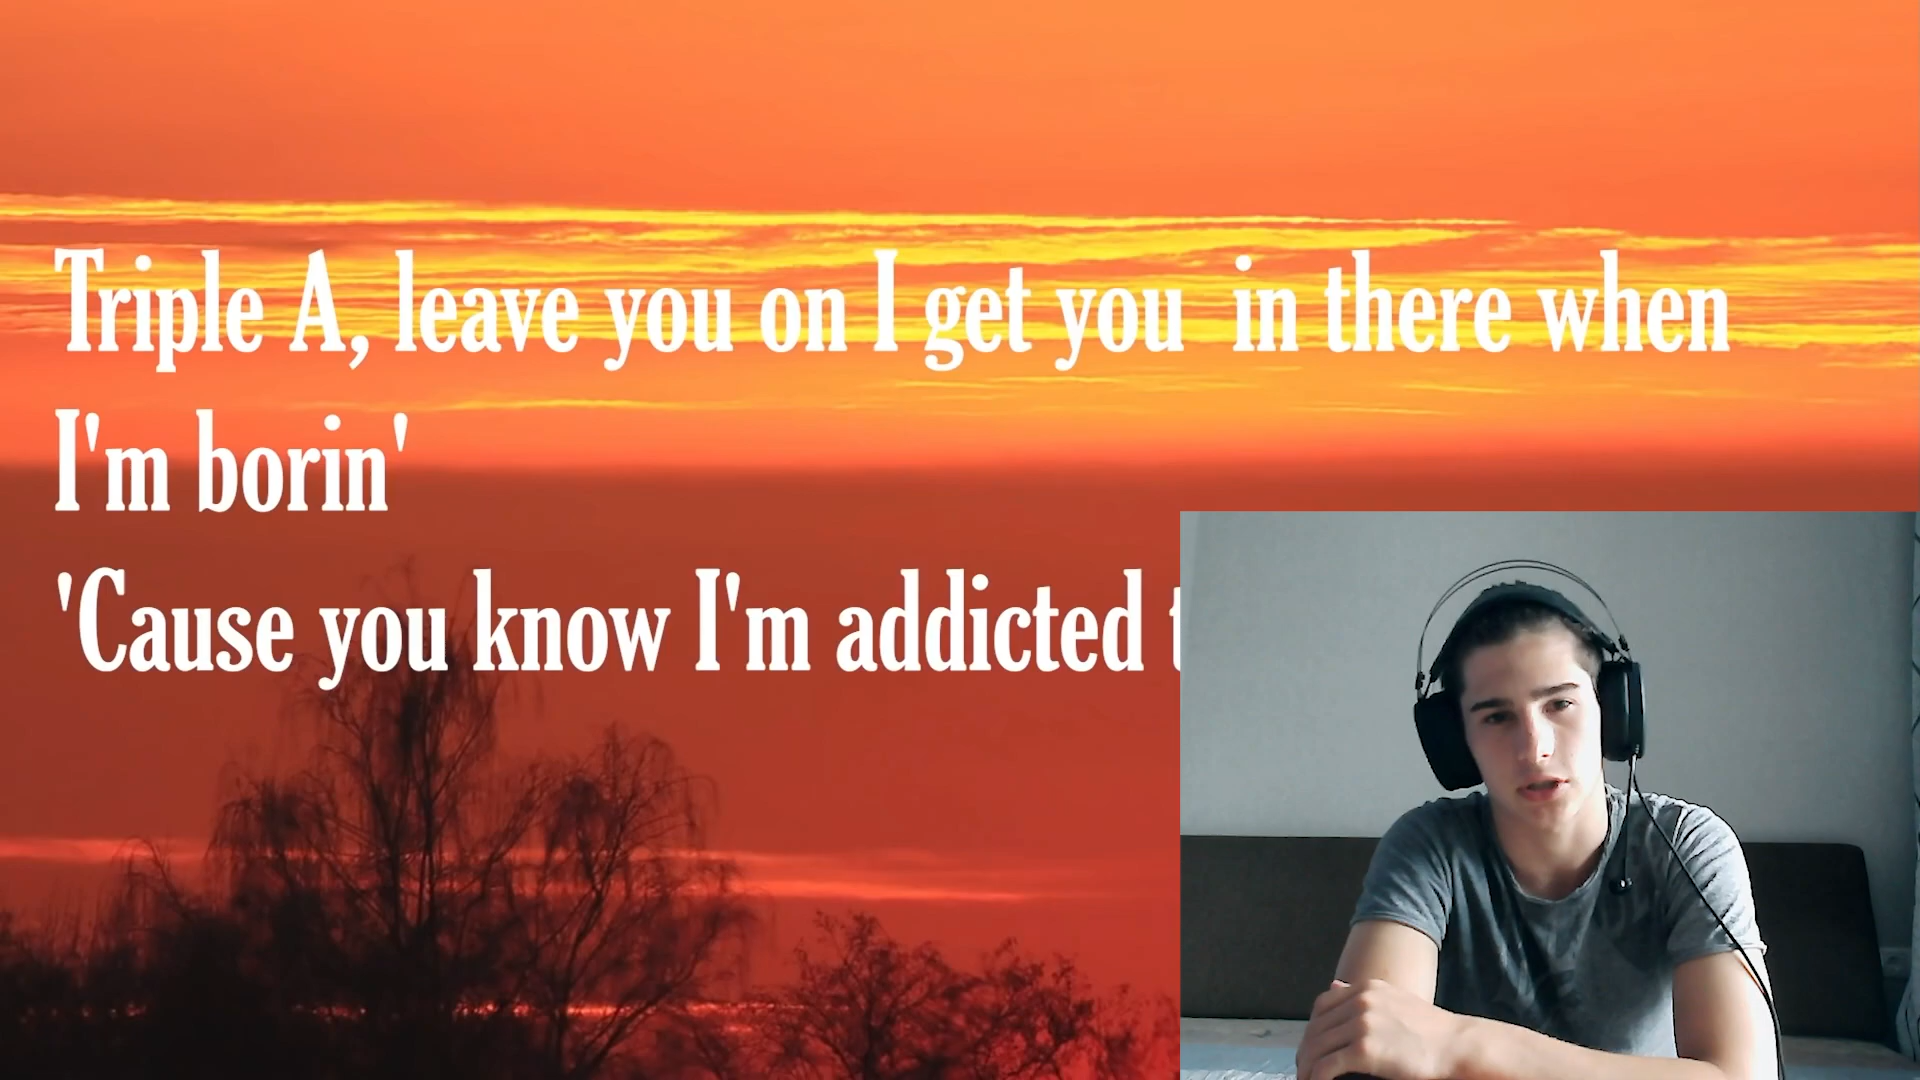 Triple A, leave you on I get you  in there when
I'm borin'
'Cause you know I'm addicted